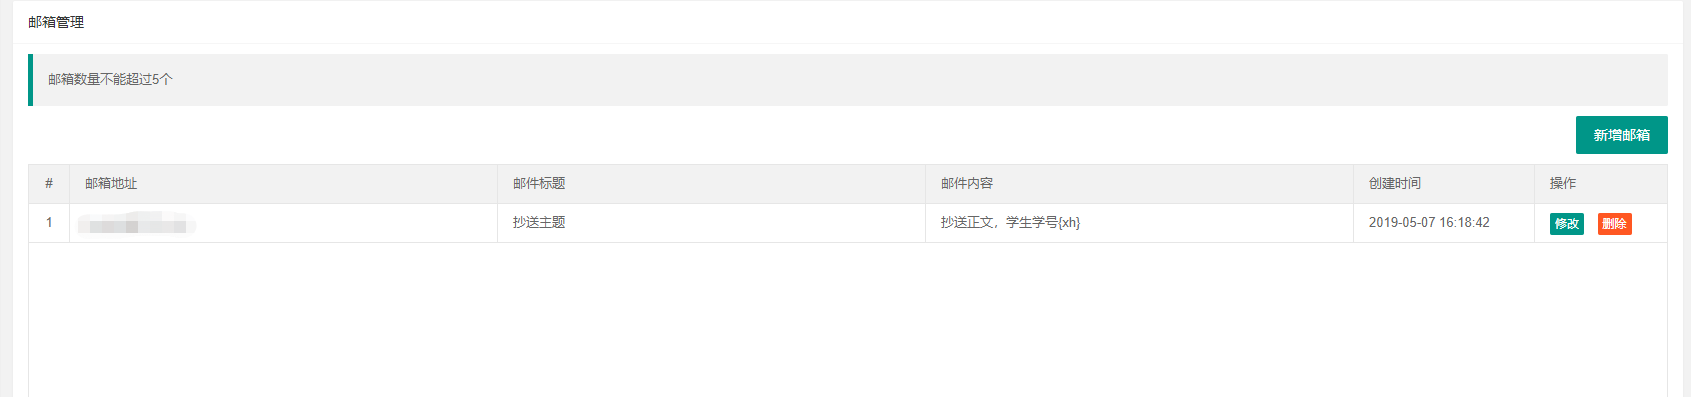 邮箱管理
邮箱数量不能超过5个
新增邮箱
# 邮箱地址 邮件标题 邮件内容 创建时间 操作
1 抄送主题 抄送正文，学生学号{xh} 2019-05-07 16:18:42 修改 删除